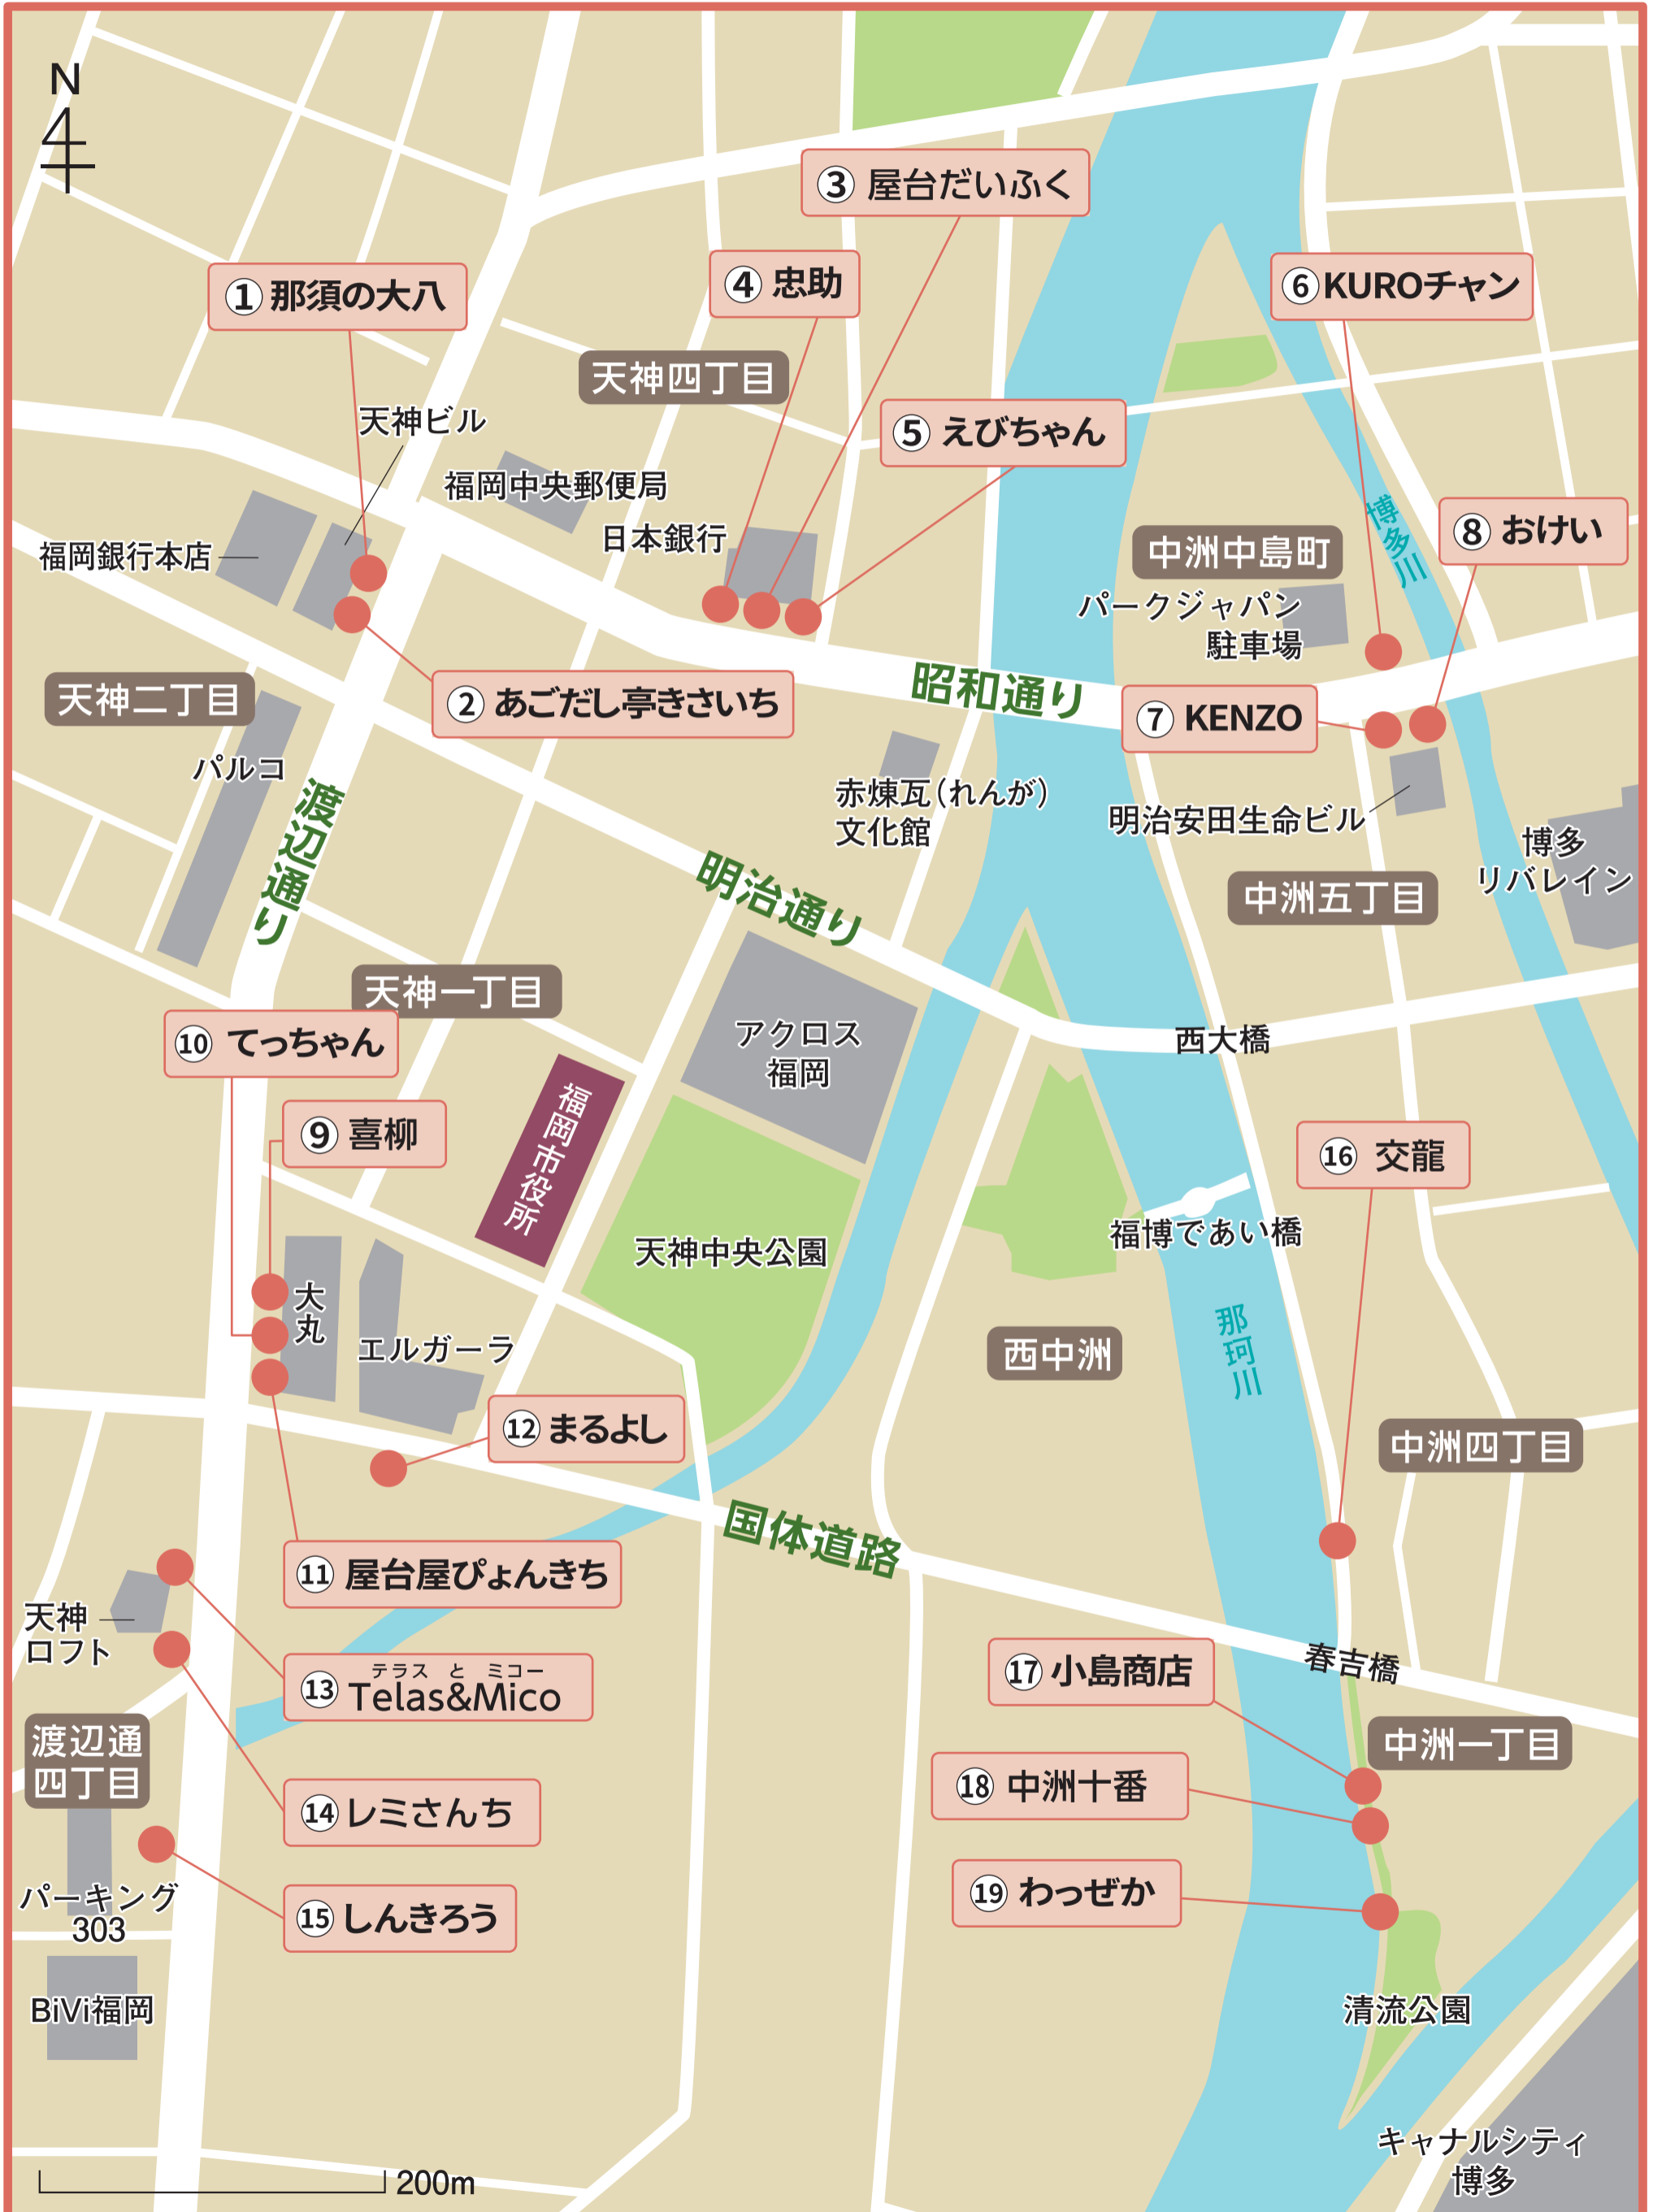 N
③ 屋台だいふく
④ 忠助
① 那須の大八
⑥ KUROチャン
天神四丁目
天神ビル
⑤ えびちゃん
福岡中央郵便局
博多川
⑧ おけい
日本銀行
福岡銀行本店
中洲中島町
パークジャパン
駐車場
天神二丁目
② あごだし亭きさいち
昭和通り
⑦ KENZO
パルコ
渡辺通り
赤煉瓦(れんが)
文化館
明治安田生命ビル
博多
リバレイン
明治通り
中洲五丁目
天神一丁目
⑩ てっちゃん
アクロス
福岡
西大橋
⑨ 喜柳
福岡市役所
⑯ 交龍
天神中央公園
福博であい橋
大丸
エルガーラ
西中洲
那珂川
⑫ まるよし
中洲四丁目
国体道路
⑪ 屋台屋ぴょんきち
天神
ロフト
春吉橋
テラス と ミコー
⑬ Telas&Mico
⑰ 小島商店
渡辺通
四丁目
中洲一丁目
⑭ レミさんち
⑱ 中洲十番
パーキング
303
⑮ しんきろう
⑲ わっぜか
BiVi福岡
清流公園
キャナルシティ
博多
200m